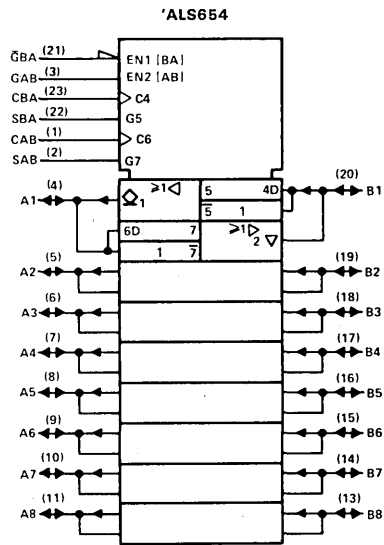 'ALS654
G̅BA (21) EN1 [BA]
GAB (3) EN2 [AB]
CBA (23) C4
SBA (22) G5
CAB (1) C6
SAB (2) G7
A1 (4) ≥1 1 5 4D (20) B1
5̅ 1
6D 7 ≥1
1 7̅ 2
A2 (5) (19) B2
A3 (6) (18) B3
A4 (7) (17) B4
A5 (8) (16) B5
A6 (9) (15) B6
A7 (10) (14) B7
A8 (11) (13) B8